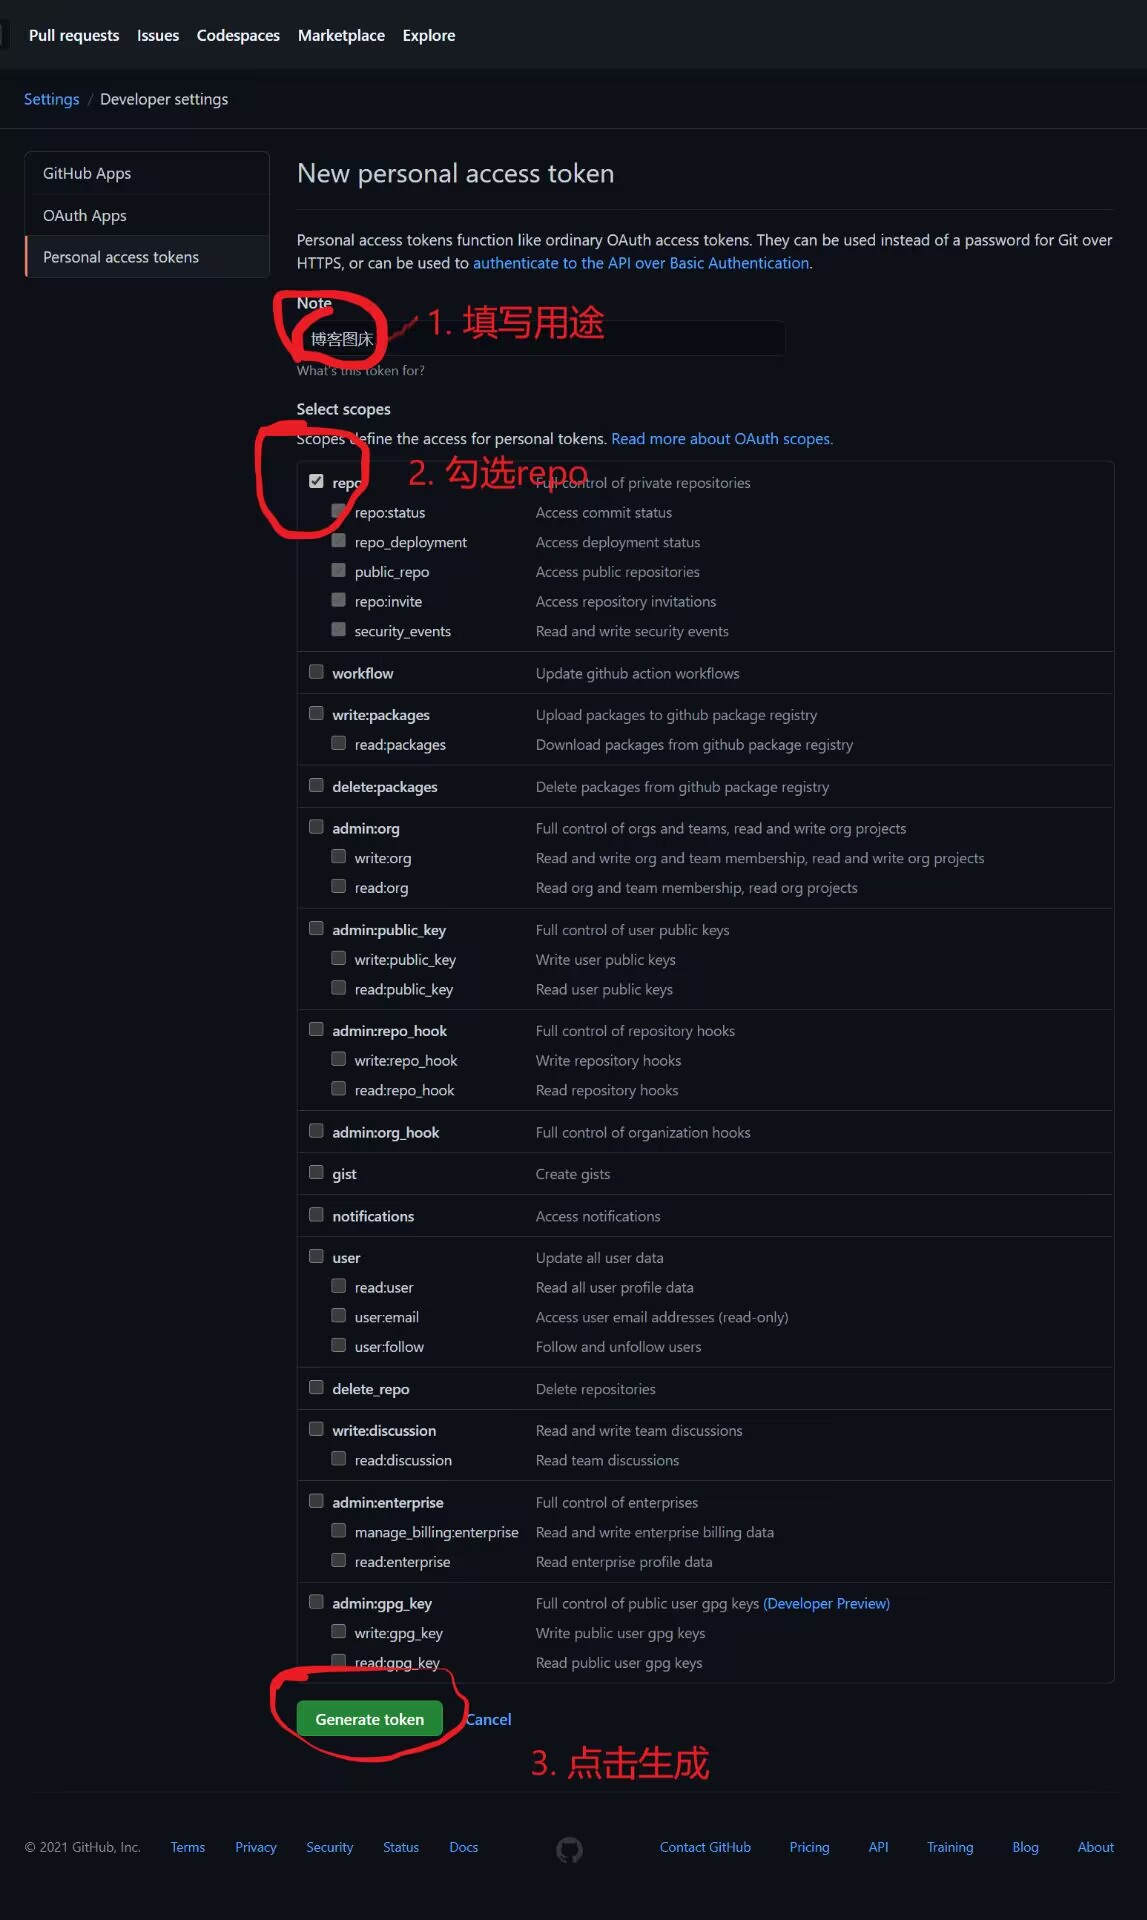 Pull requests Issues Codespaces Marketplace Explore
Settings / Developer settings
GitHub Apps
OAuth Apps
Personal access tokens
New personal access token
Personal access tokens function like ordinary OAuth access tokens. They can be used instead of a password for Git over
HTTPS, or can be used to authenticate to the API over Basic Authentication.
Note
博客图床
1. 填写用途
What's this token for?
Select scopes
Scopes define the access for personal tokens. Read more about OAuth scopes.
2. 勾选repo
repo Full control of private repositories
repo:status Access commit status
repo_deployment Access deployment status
public_repo Access public repositories
repo:invite Access repository invitations
security_events Read and write security events
workflow Update github action workflows
write:packages Upload packages to github package registry
read:packages Download packages from github package registry
delete:packages Delete packages from github package registry
admin:org Full control of orgs and teams, read and write org projects
write:org Read and write org and team membership, read and write org projects
read:org Read org and team membership, read org projects
admin:public_key Full control of user public keys
write:public_key Write user public keys
read:public_key Read user public keys
admin:repo_hook Full control of repository hooks
write:repo_hook Write repository hooks
read:repo_hook Read repository hooks
admin:org_hook Full control of organization hooks
gist Create gists
notifications Access notifications
user Update all user data
read:user Read all user profile data
user:email Access user email addresses (read-only)
user:follow Follow and unfollow users
delete_repo Delete repositories
write:discussion Read and write team discussions
read:discussion Read team discussions
admin:enterprise Full control of enterprises
manage_billing:enterprise Read and write enterprise billing data
read:enterprise Read enterprise profile data
admin:gpg_key Full control of public user gpg keys (Developer Preview)
write:gpg_key Write public user gpg keys
read:gpg_key Read public user gpg keys
Generate token Cancel
3. 点击生成
© 2021 GitHub, Inc. Terms Privacy Security Status Docs Contact GitHub Pricing API Training Blog About